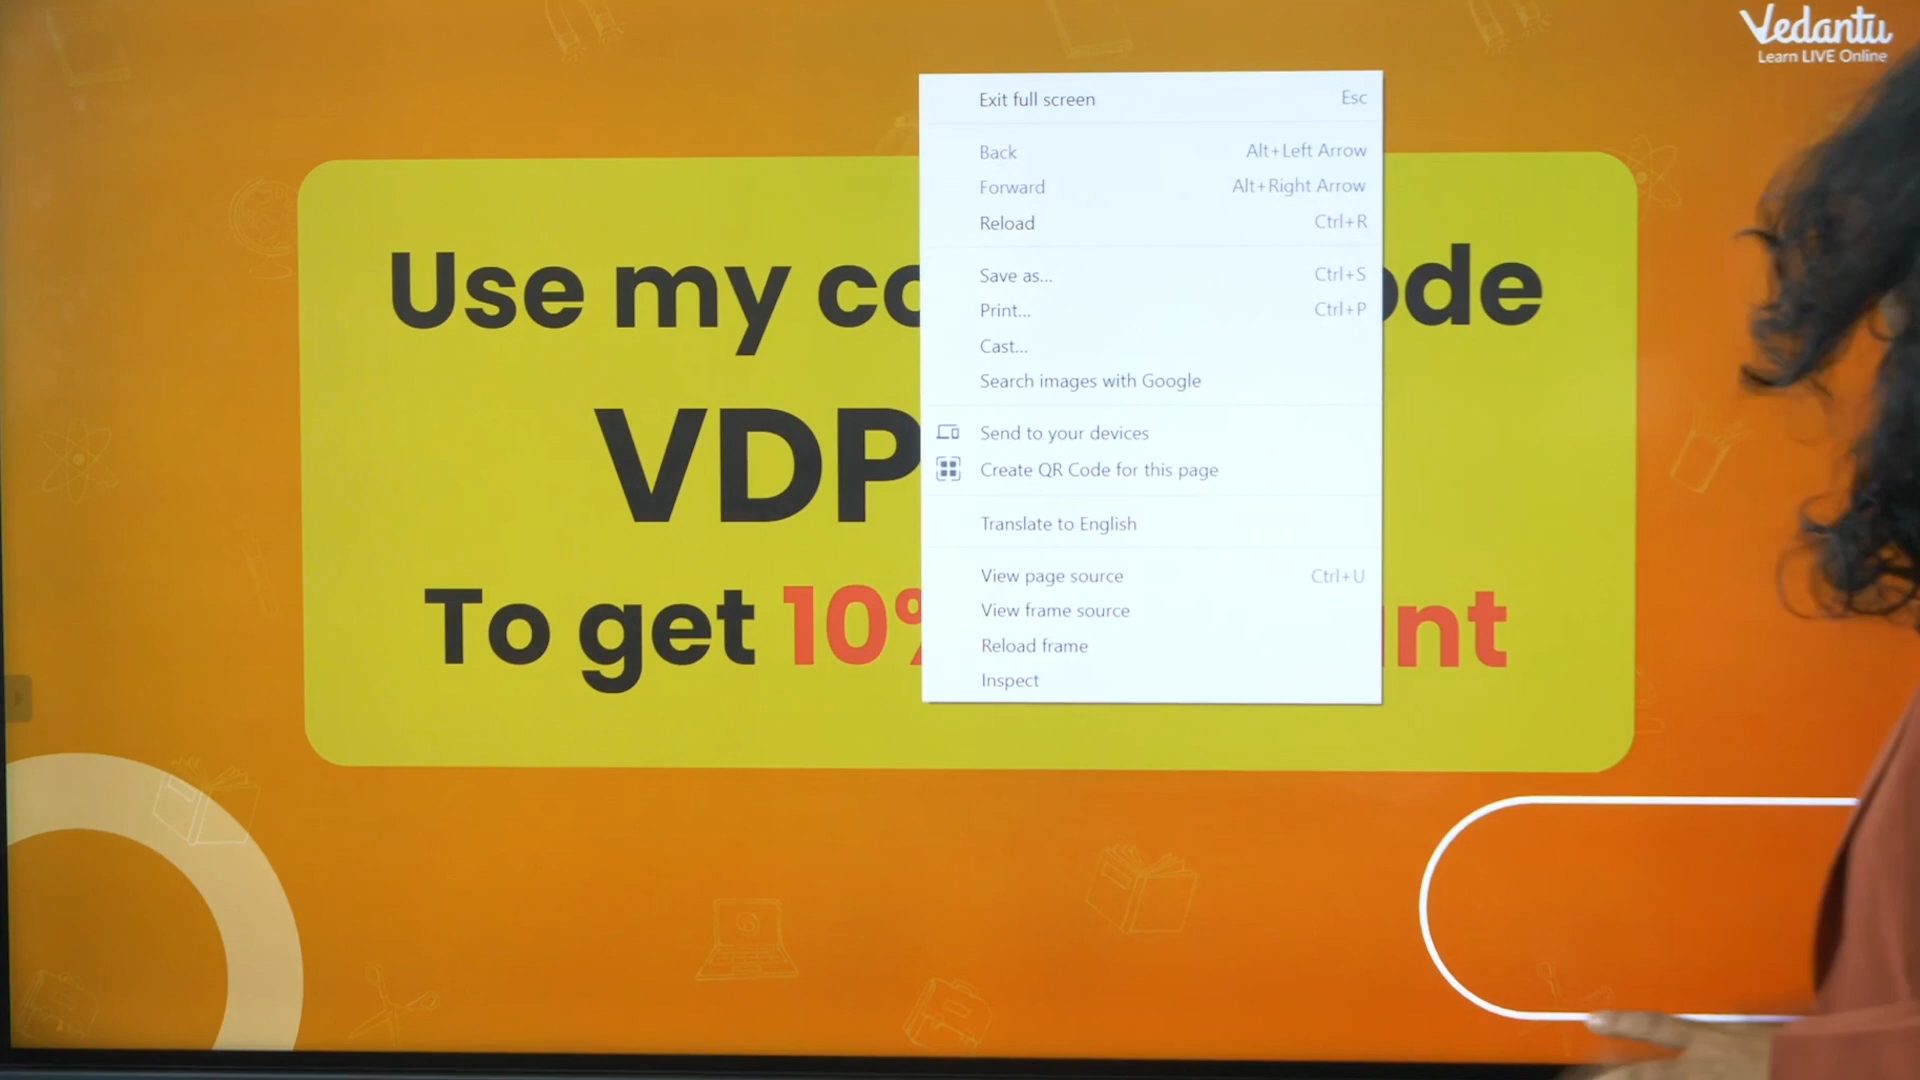 Vedantu
Learn LIVE Online
Exit full screen Esc
Back Alt+Left Arrow
Forward Alt+Right Arrow
Reload Ctrl+R
Save as... Ctrl+S
Print... Ctrl+P
Cast...
Search images with Google
Send to your devices
Create QR Code for this page
Translate to English
View page source Ctrl+U
View frame source
Reload frame
Inspect
Use my
VDP
To get 10%